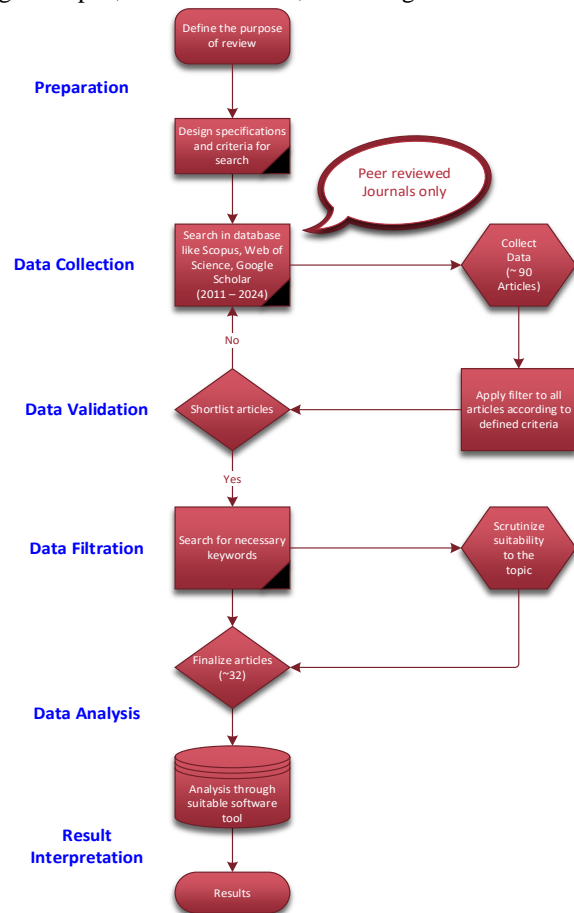 Define the purpose
of review
Preparation
Design specifications
and criteria for
search
Peer reviewed
Journals only
Search in database
like Scopus, Web of
Science, Google
Scholar
(2011 – 2024)
Data Collection
Collect
Data
(~ 90
Articles)
No
Data Validation
Shortlist articles
Apply filter to all
articles according to
defined criteria
Yes
Data Filtration
Search for necessary
keywords
Scrutinize
suitability
to the
topic
Finalize articles
(~32)
Data Analysis
Analysis through
suitable software
tool
Result
Interpretation
Results